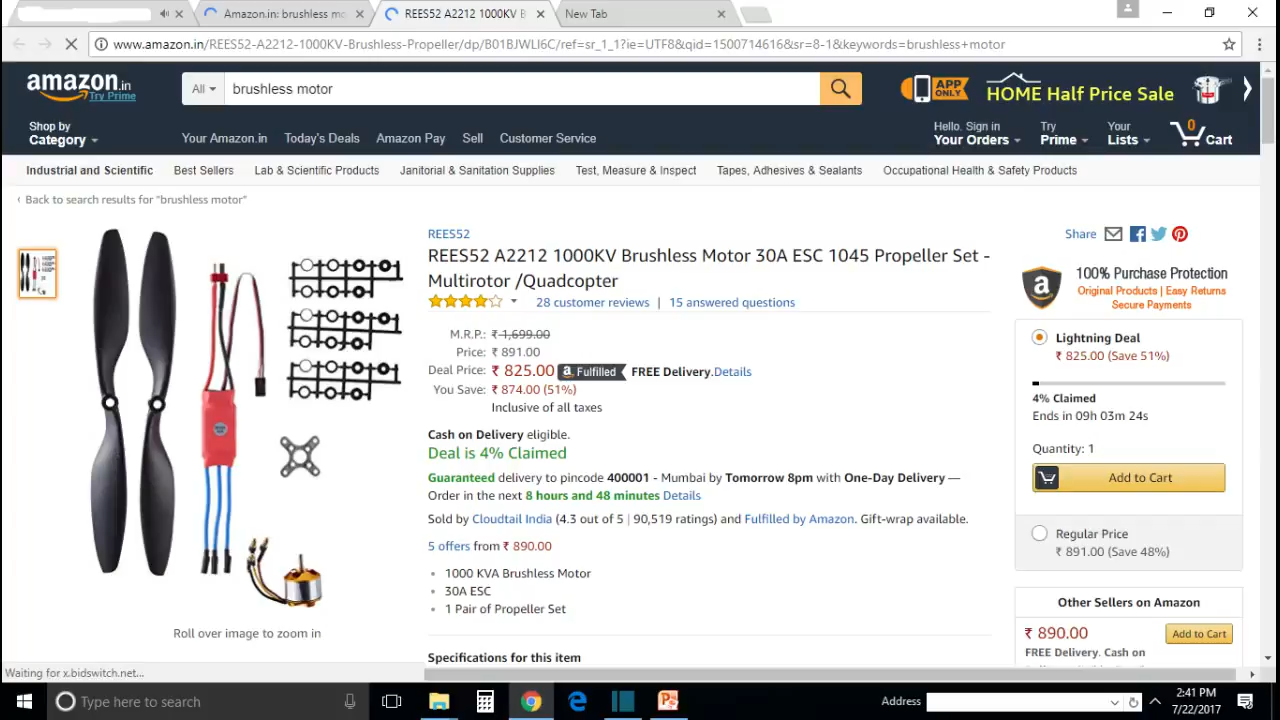 Amazon.in: brushless mo
REES52 A2212 1000KV B
New Tab
www.amazon.in/REES52-A2212-1000KV-Brushless-Propeller/dp/B01BJWLI6C/ref=sr_1_1?ie=UTF8&qid=1500714616&sr=8-1&keywords=brushless+motor
amazon.in
Try Prime
All
brushless motor
APP ONLY
HOME Half Price Sale
Shop by
Category
Your Amazon.in
Today's Deals
Amazon Pay
Sell
Customer Service
Hello. Sign in
Your Orders
Try
Prime
Your
Lists
0
Cart
Industrial and Scientific
Best Sellers
Lab & Scientific Products
Janitorial & Sanitation Supplies
Test, Measure & Inspect
Tapes, Adhesives & Sealants
Occupational Health & Safety Products
‹ Back to search results for "brushless motor"
REES52
REES52 A2212 1000KV Brushless Motor 30A ESC 1045 Propeller Set -
Multirotor /Quadcopter
28 customer reviews | 15 answered questions
M.R.P.: ₹ 1,699.00
Price: ₹ 891.00
Deal Price: ₹ 825.00 a Fulfilled FREE Delivery.Details
You Save: ₹ 874.00 (51%)
Inclusive of all taxes
Cash on Delivery eligible.
Deal is 4% Claimed
Guaranteed delivery to pincode 400001 - Mumbai by Tomorrow 8pm with One-Day Delivery —
Order in the next 8 hours and 48 minutes Details
Sold by Cloudtail India (4.3 out of 5 | 90,519 ratings) and Fulfilled by Amazon. Gift-wrap available.
5 offers from ₹ 890.00
• 1000 KVA Brushless Motor
• 30A ESC
• 1 Pair of Propeller Set
Specifications for this item
Roll over image to zoom in
Share
a
100% Purchase Protection
Original Products | Easy Returns
Secure Payments
Lightning Deal
₹ 825.00 (Save 51%)
4% Claimed
Ends in 09h 03m 24s
Quantity: 1
Add to Cart
Regular Price
₹ 891.00 (Save 48%)
Other Sellers on Amazon
₹ 890.00
Add to Cart
FREE Delivery. Cash on
Waiting for x.bidswitch.net...
Type here to search
Address
2:41 PM
7/22/2017